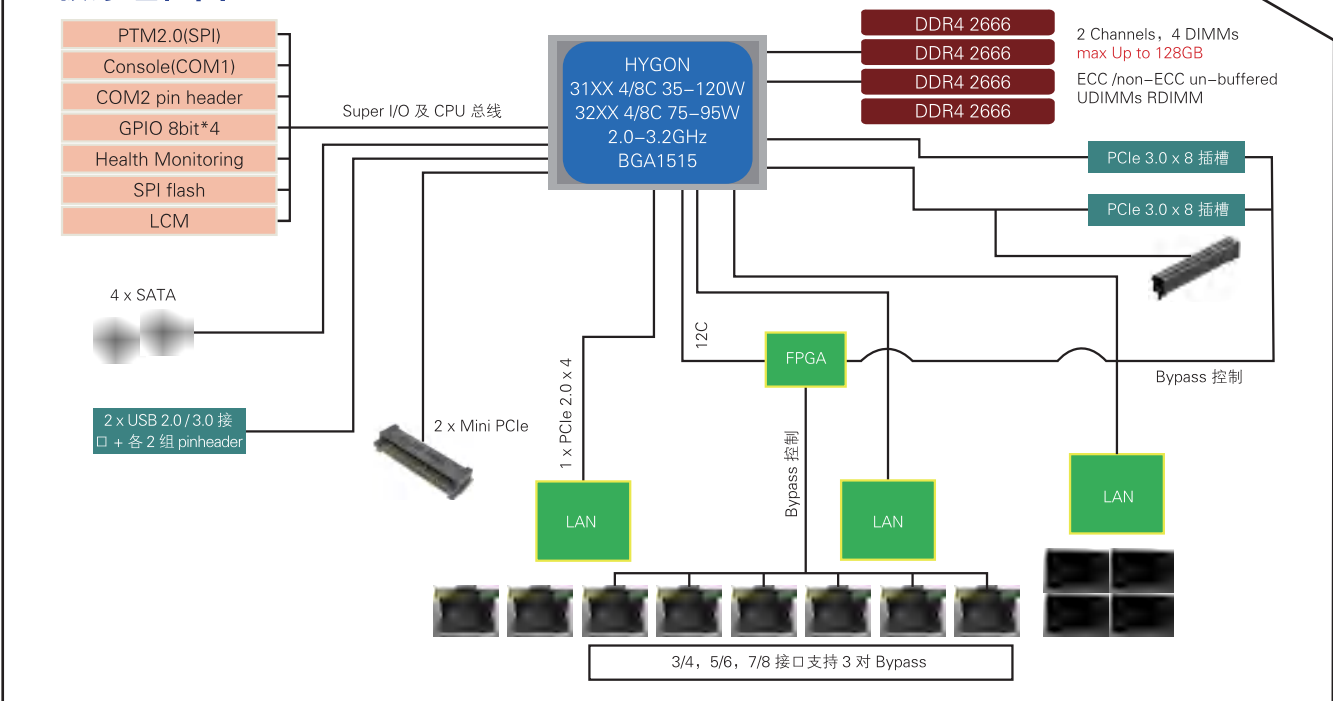 PTM2.0(SPI)
Console(COM1)
COM2 pin header
GPIO 8bit*4
Health Monitoring
SPI flash
LCM
Super I/O 及 CPU 总线
HYGON
31XX 4/8C 35-120W
32XX 4/8C 75-95W
2.0-3.2GHz
BGA1515
DDR4 2666
DDR4 2666
DDR4 2666
DDR4 2666
2 Channels, 4 DIMMs
max Up to 128GB
ECC /non-ECC un-buffered
UDIMMs RDIMM
PCIe 3.0 x 8 插槽
PCIe 3.0 x 8 插槽
4 x SATA
2 x USB 2.0/3.0 接
口 + 各 2 组 pinheader
2 x Mini PCIe
1 x PCIe 2.0 x 4
12C
FPGA
Bypass 控制
Bypass 控制
LAN
LAN
LAN
3/4, 5/6, 7/8 接口支持 3 对 Bypass